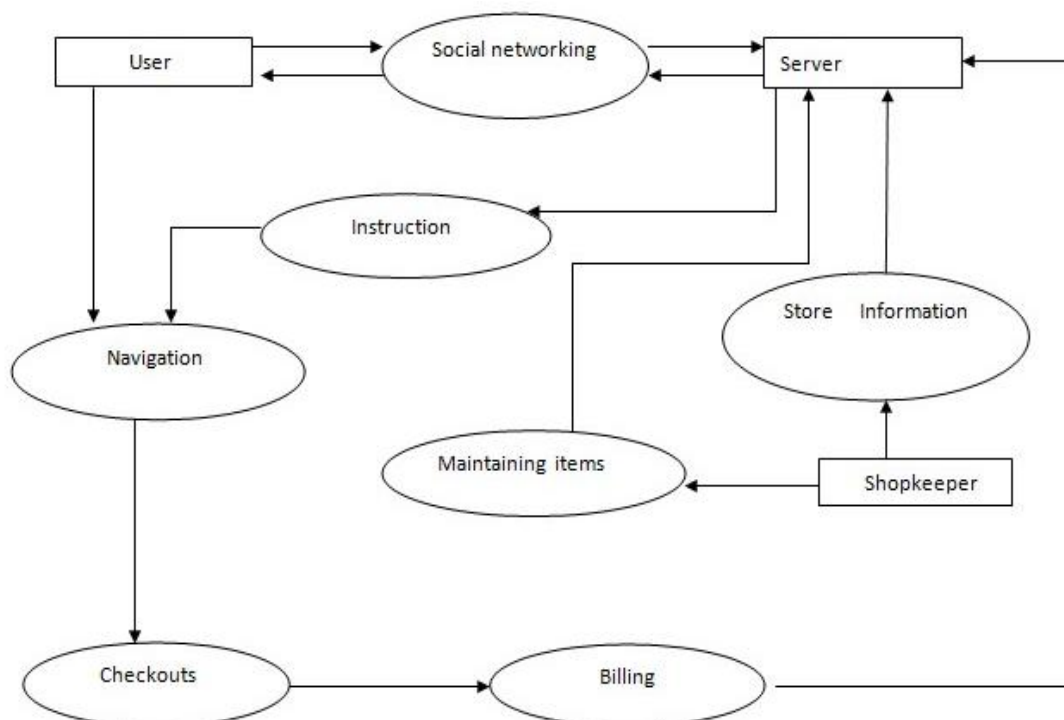 Social networking
User
Server
Instruction
Store Information
Navigation
Maintaining items
Shopkeeper
Checkouts
Billing